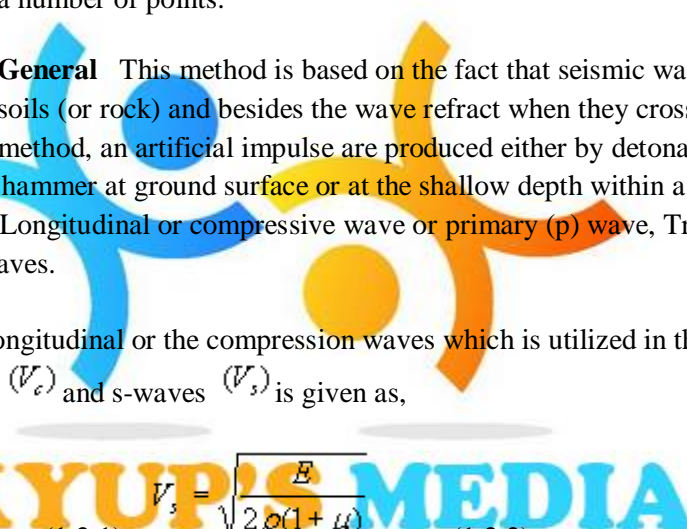 a number of points.
General This method is based on the fact that seismic wa
soils (or rock) and besides the wave refract when they cross
method, an artificial impulse are produced either by detona
hammer at ground surface or at the shallow depth within a
Longitudinal or compressive wave or primary (p) wave, Tr
aves.
ongitudinal or the compression waves which is utilized in th
(V_c) and s-waves (V_s) is given as,
V_s = √(E / 2ρ(1+μ))
KYUP'S MEDIA